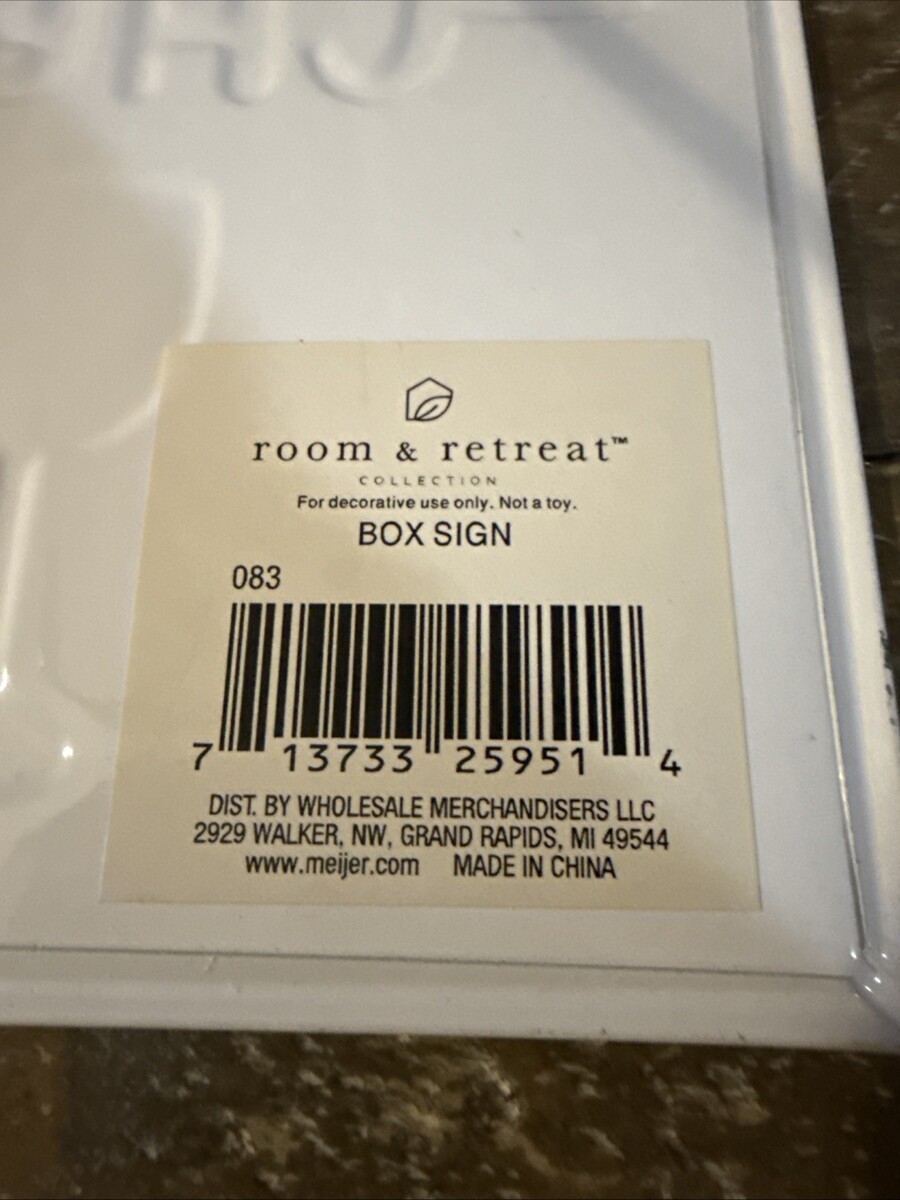 room & retreat™
COLLECTION
For decorative use only. Not a toy.
BOX SIGN
083
7 13733 25951 4
DIST. BY WHOLESALE MERCHANDISERS LLC
2929 WALKER, NW, GRAND RAPIDS, MI 49544
www.meijer.com MADE IN CHINA